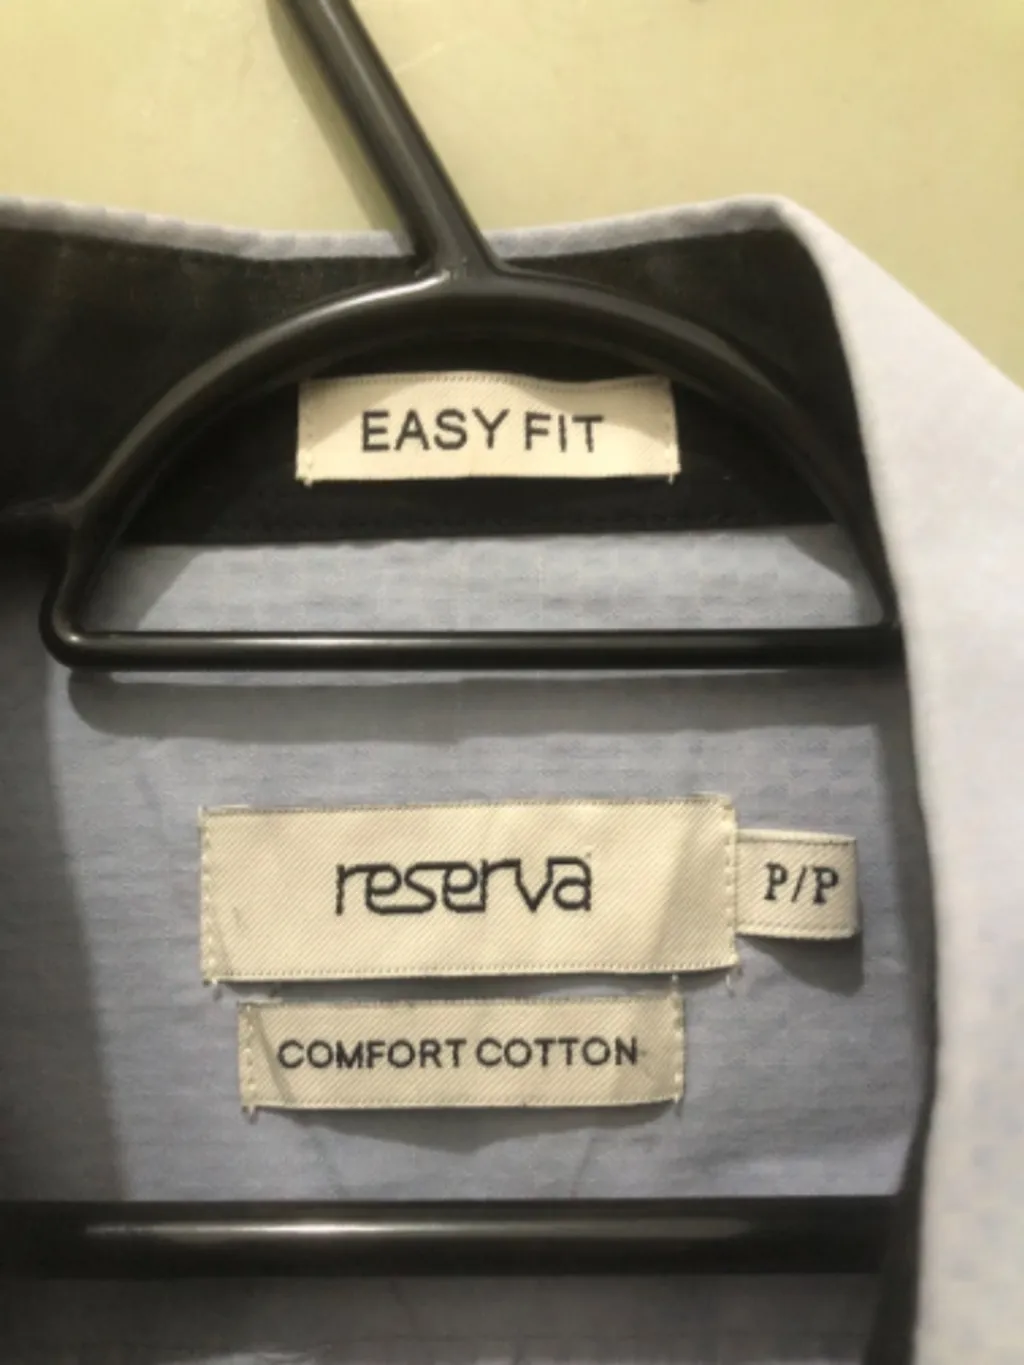 EASY FIT
reserva
P/P
COMFORT COTTON